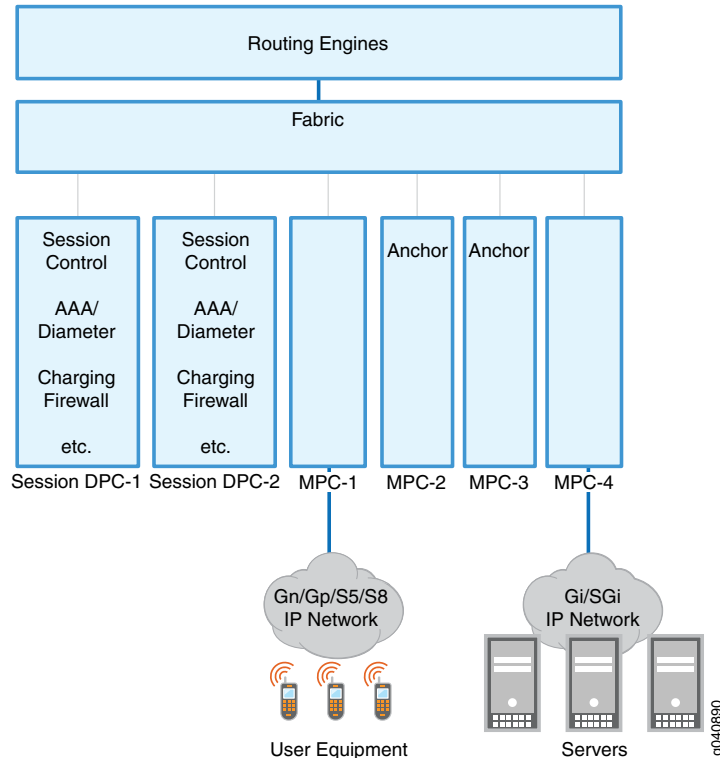 Routing Engines
Fabric
Session
Control
AAA/
Diameter
Charging
Firewall
etc.
Session
Control
AAA/
Diameter
Charging
Firewall
etc.
Anchor
Anchor
Session DPC-1
Session DPC-2
MPC-1
MPC-2
MPC-3
MPC-4
Gn/Gp/S5/S8
IP Network
Gi/SGi
IP Network
User Equipment
Servers
g040890